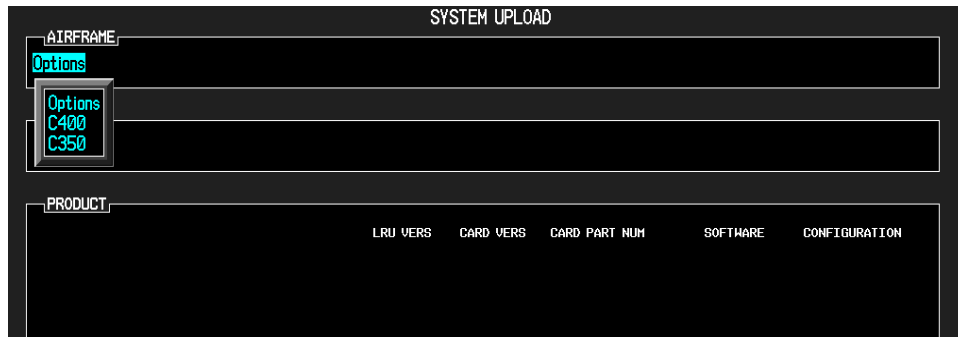 SYSTEM UPLOAD
AIRFRAME
Options
Options
C400
C350
PRODUCT
LRU VERS CARD VERS CARD PART NUM SOFTWARE CONFIGURATION